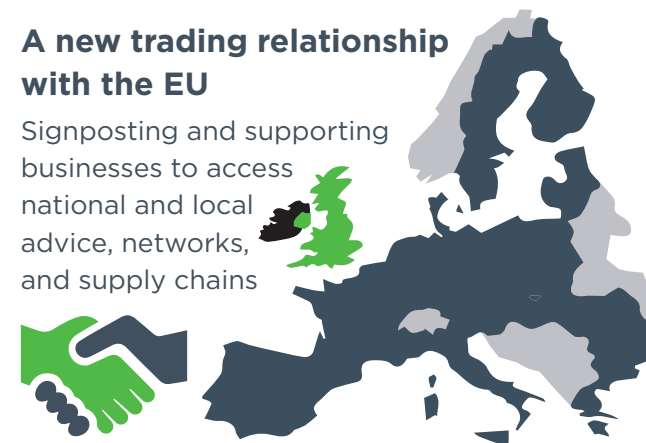 A new trading relationship
with the EU
Signposting and supporting
businesses to access
national and local
advice, networks,
and supply chains